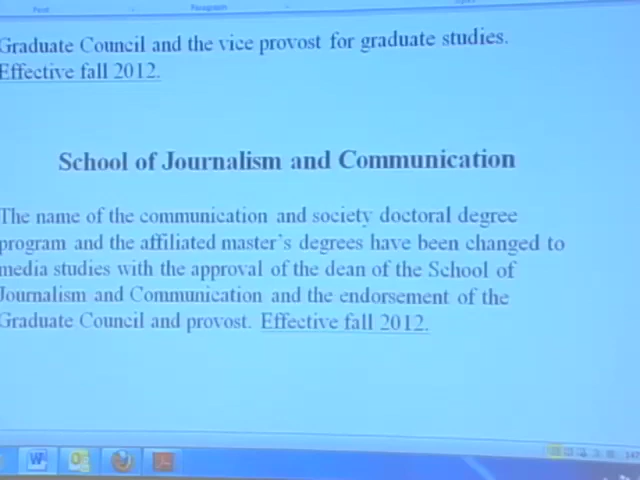 Font
Paragraph
Graduate Council and the vice provost for graduate studies.
Effective fall 2012.
School of Journalism and Communication
The name of the communication and society doctoral degree
program and the affiliated master's degrees have been changed to
media studies with the approval of the dean of the School of
Journalism and Communication and the endorsement of the
Graduate Council and provost. Effective fall 2012.